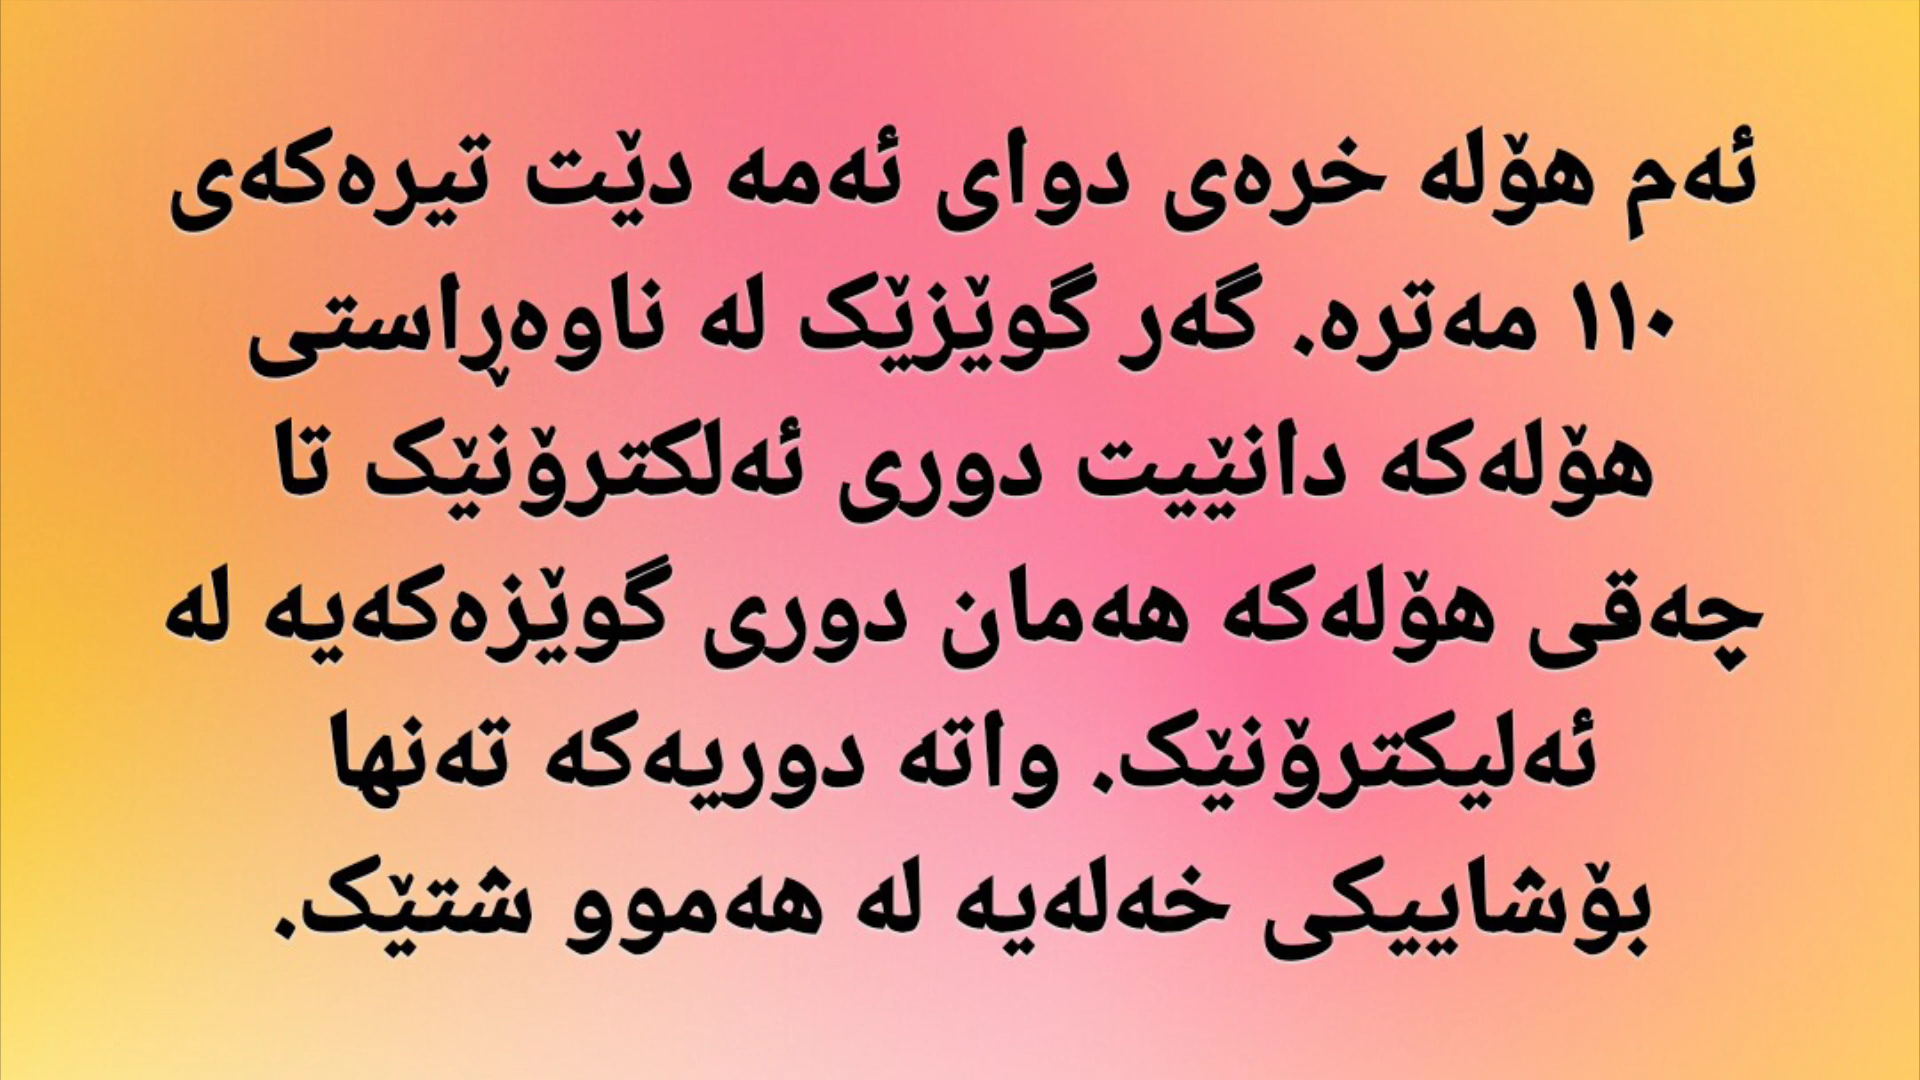 ئەم هۆڵە خرەی دوای ئەمە دێت تیرەکەی
١١٠ مەترە. گەر گوێزێک لە ناوەڕاستی
هۆلەکە دانێیت دوری ئەلکترۆنێک تا
چەقی هۆلەکە هەمان دوری گوێزەکەیە لە
ئەلیکترۆنێک. واتە دوریەکە تەنها
بۆشاییکی خەلەیە لە هەموو شتێک.